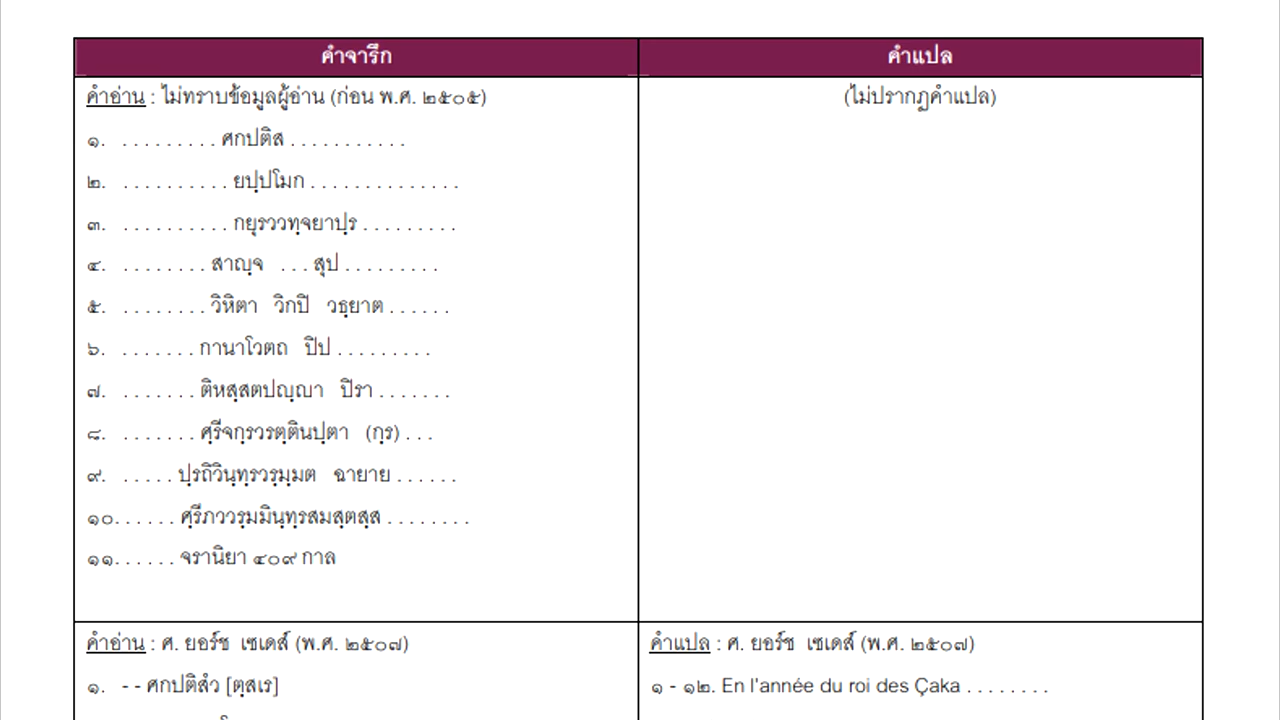 คำจารึก
คำแปล
คำอ่าน : ไม่ทราบข้อมูลผู้อ่าน (ก่อน พ.ศ. ๒๕๐๕)
(ไม่ปรากฏคำแปล)
๑. . . . . . . . . . ศกปติส . . . . . . . . . . .
๒. . . . . . . . . . . ยปฺปโมก . . . . . . . . . . . . . .
๓. . . . . . . . . . . กยุรววทฺจยาปฺร . . . . . . . . .
๔. . . . . . . . . สาญฺจ . . . สุป . . . . . . . . .
๕. . . . . . . . . วิหิตา วิกปิ วธฺยาต . . . . . .
๖. . . . . . . . กานาโวตถ ปิป . . . . . . . . .
๗. . . . . . . . ติหสฺสตปญฺญา ปิรา . . . . . . .
๘. . . . . . . . ศฺรีจกฺรวรตฺตินปฺตา (กฺร) . . .
๙. . . . . . ปฺรถิวินฺทฺรวรฺมฺมต ฉายาย . . . . . .
๑๐. . . . . . ศฺรีภววรฺมมินฺทฺรสมสฺตสฺส . . . . . . . .
๑๑. . . . . . จรานิยา ๔๐๙ กาล
คำอ่าน : ศ. ยอร์ช เซเดส์ (พ.ศ. ๒๕๐๗)
คำแปล : ศ. ยอร์ช เซเดส์ (พ.ศ. ๒๕๐๗)
๑. - - ศกปติสํว [ตฺสเร]
๑ - ๑๒. En l'année du roi des Çaka . . . . . . . .